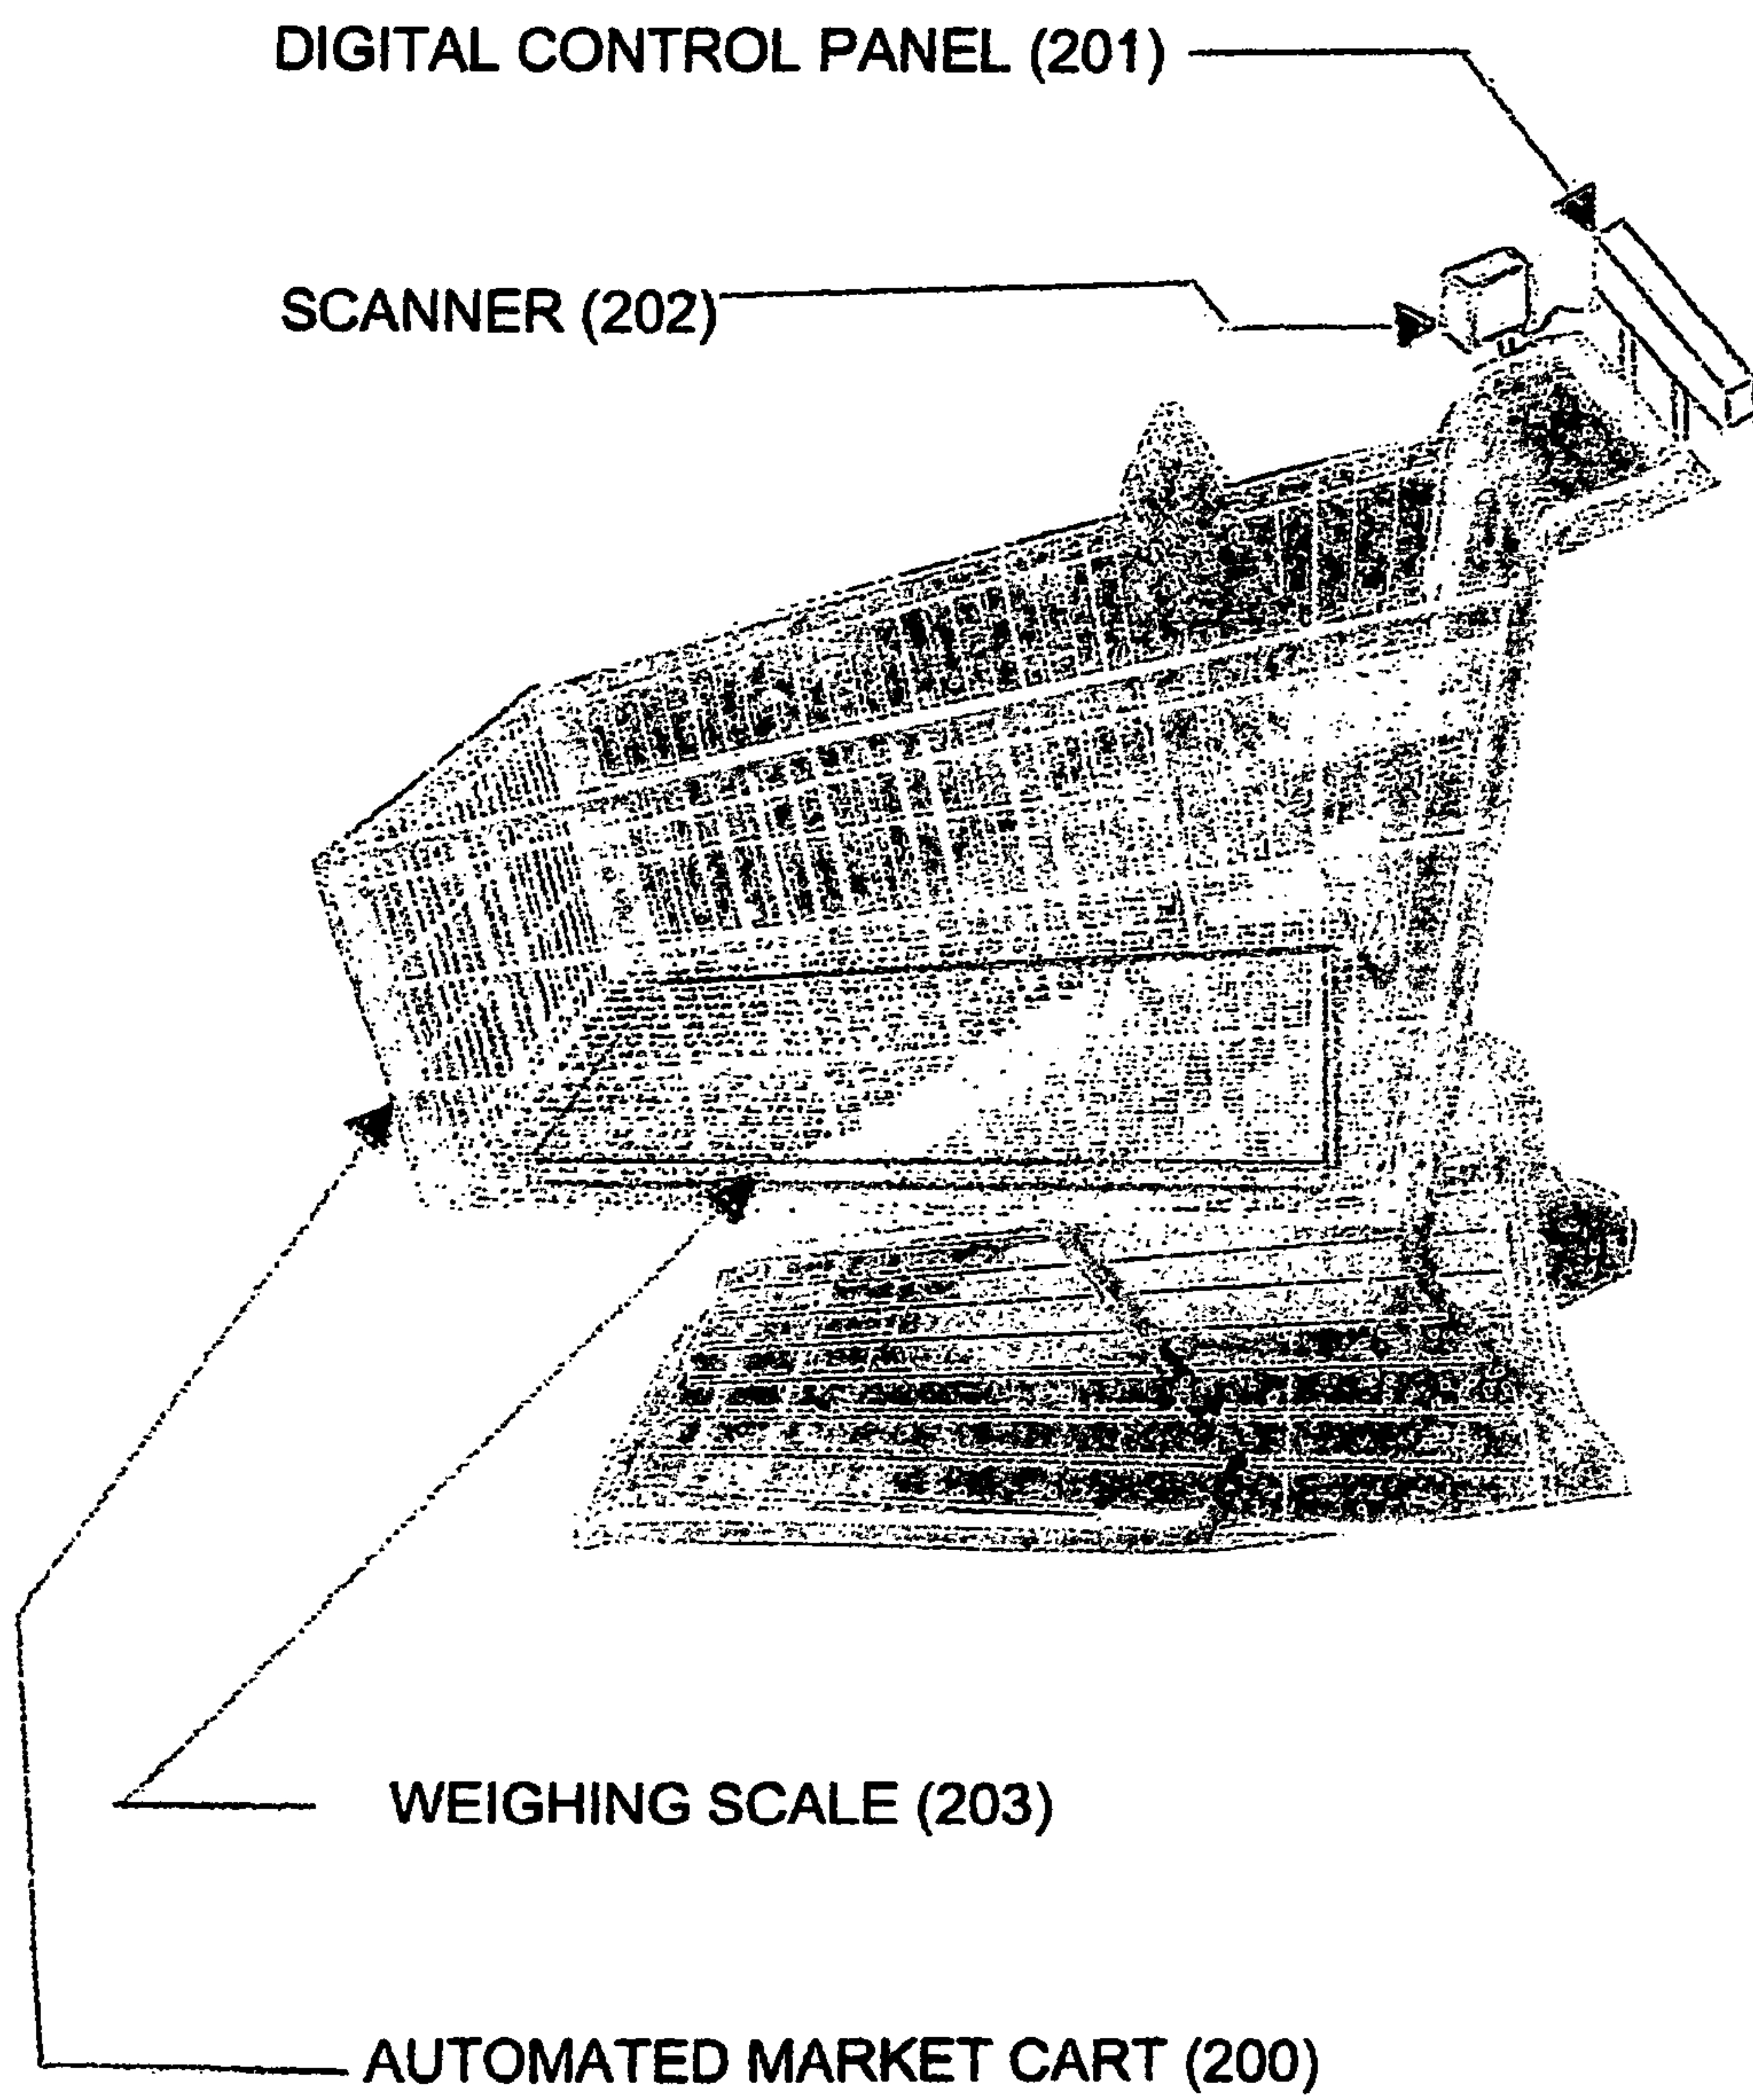 DIGITAL CONTROL PANEL (201)
SCANNER (202)
WEIGHING SCALE (203)
AUTOMATED MARKET CART (200)